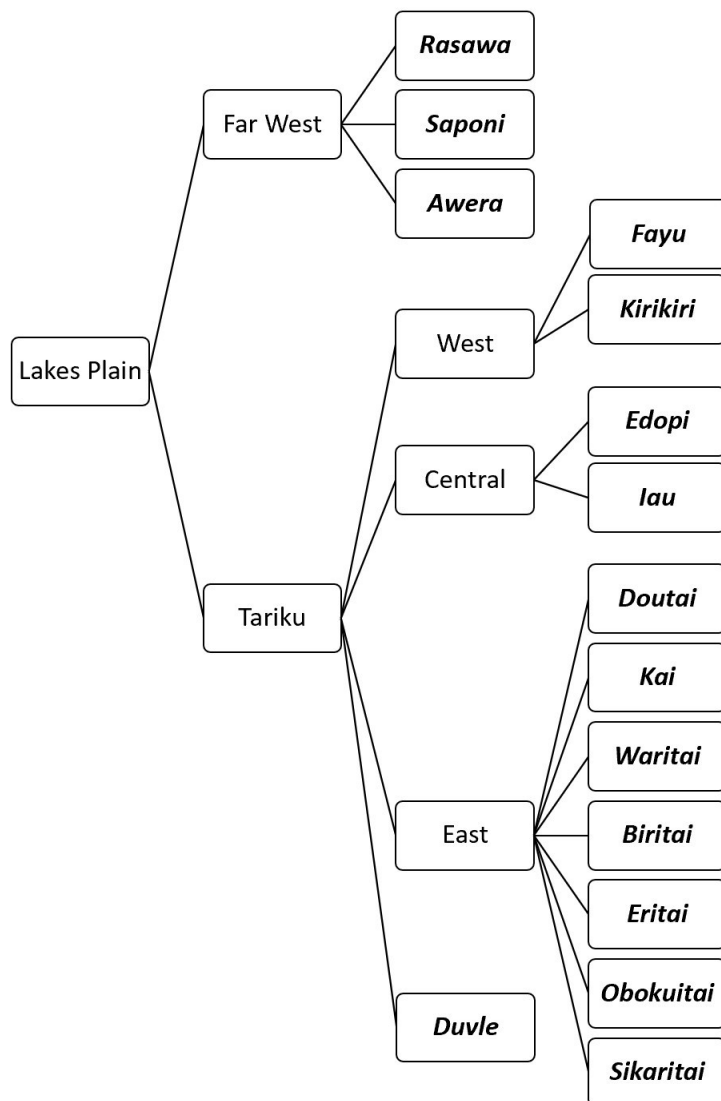 Rasawa
Far West
Saponi
Awera
Fayu
Kirikiri
West
Lakes Plain
Edopi
Central
Iau
Doutai
Tariku
Kai
Waritai
East
Biritai
Eritai
Obokuitai
Duvle
Sikaritai